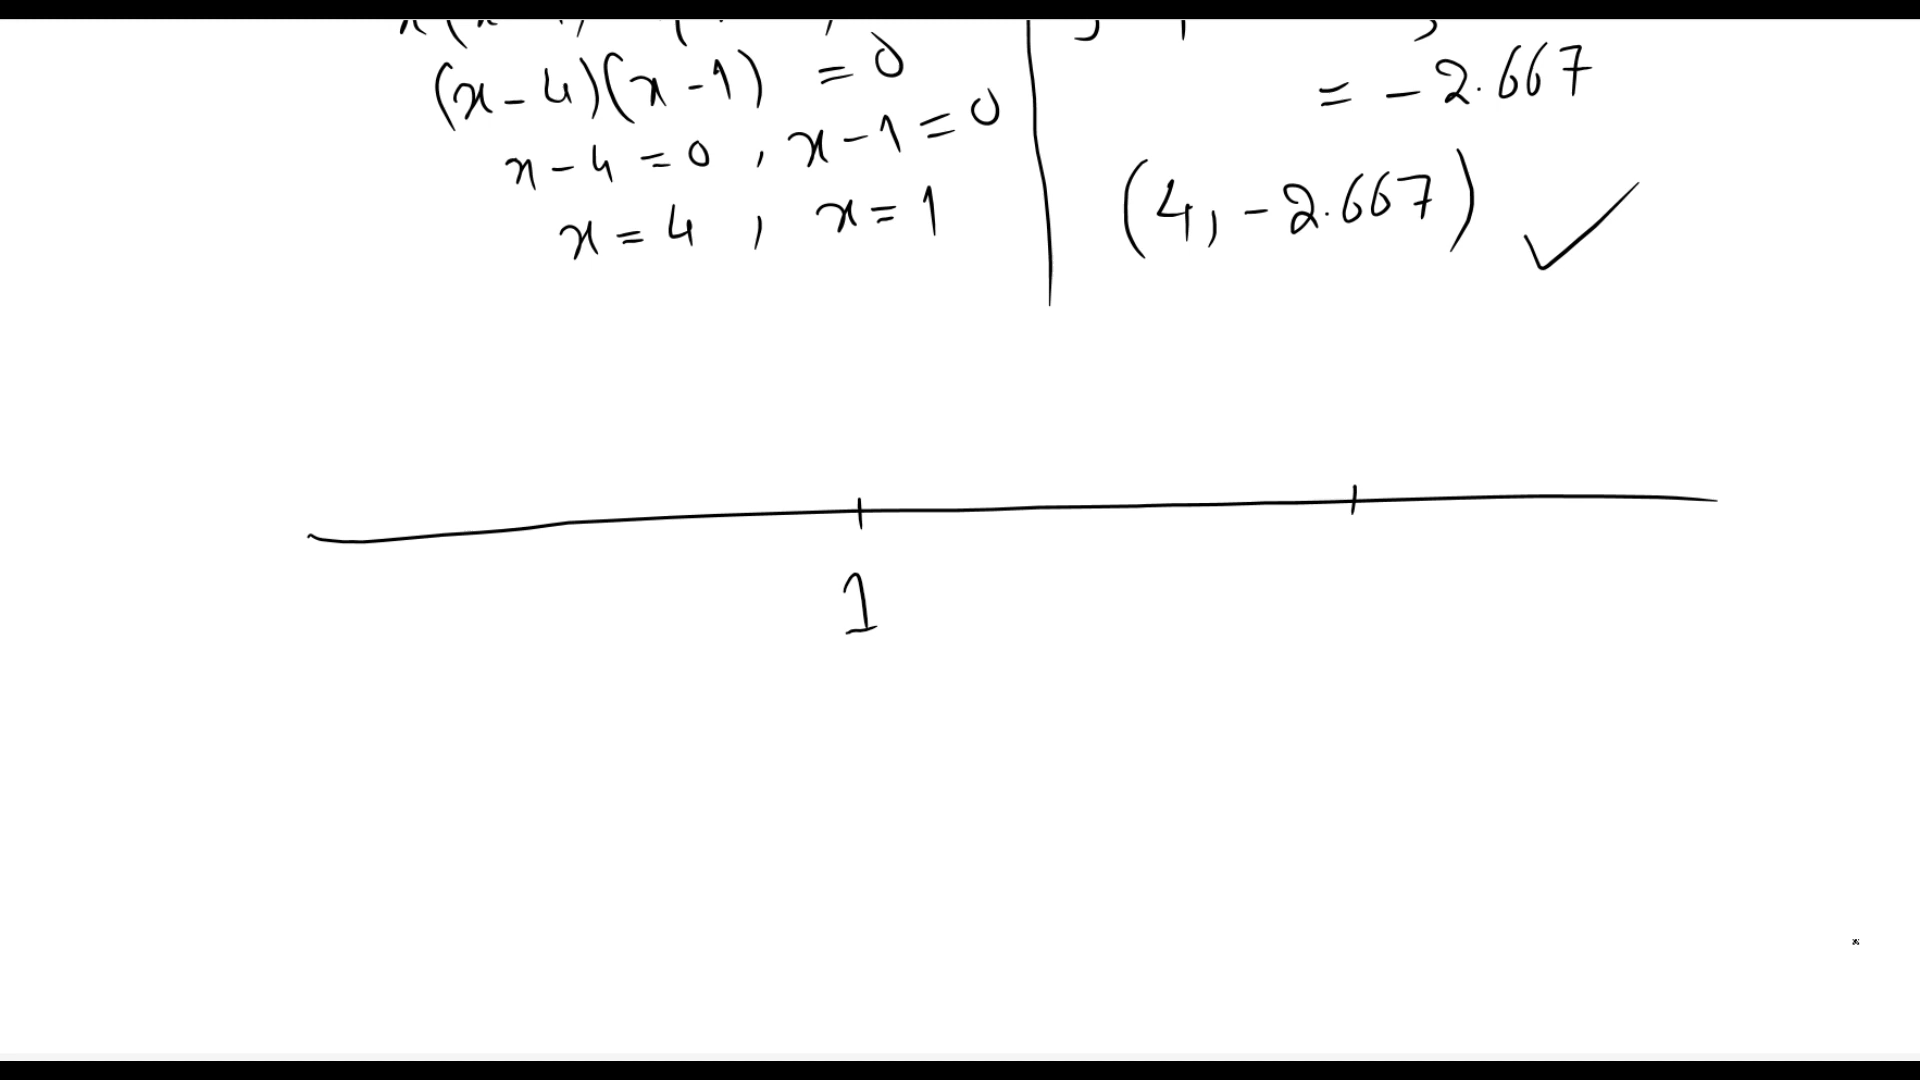 (x-4)(x-1) = 0
x-4 = 0 , x-1 = 0
x = 4 , x = 1
= -2.667
(4, -2.667)
1